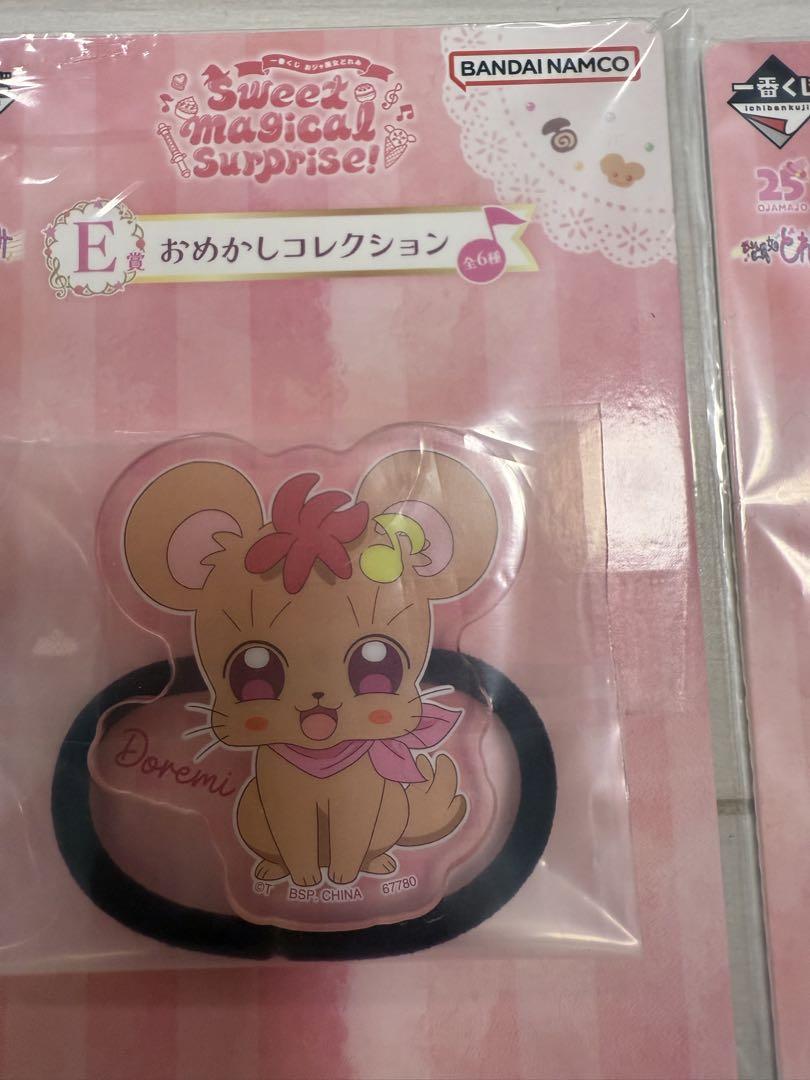 一番くじ おジャ魔女どれみ
Sweet
magical
surprise!
BANDAI NAMCO
E賞 おめかしコレクション 全6種
Doremi
©T BSP, CHINA 67780
一番くじ
ichibankuji
25
OJAMAJO